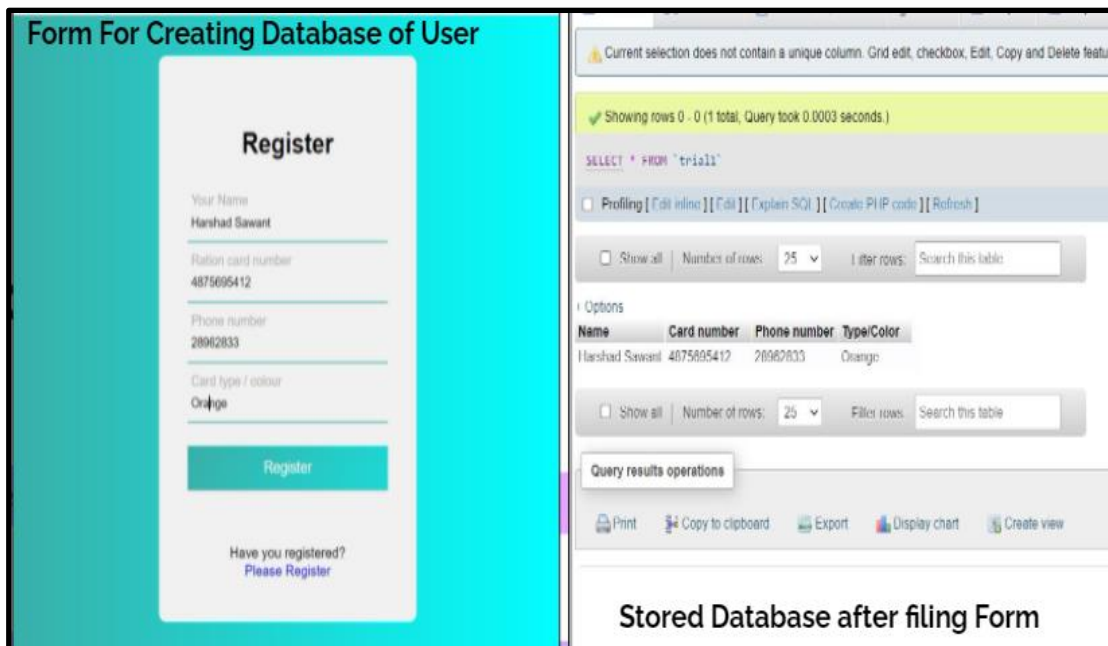 Form For Creating Database of User
Register
Your Name
Harshad Sawant
Ration card number
4875695412
Phone number
28962833
Card type / colour
Orange
Register
Have you registered?
Please Register
Current selection does not contain a unique column. Grid edit, checkbox, Edit, Copy and Delete featu
Showing rows 0 - 0 (1 total, Query took 0.0003 seconds.)
SELECT * FROM `trial1`
Profiling [ Edit inline ] [ Edit ] [ Explain SQL ] [ Create PHP code ] [ Refresh ]
Show all | Number of rows: 25 Filter rows: Search this table
Options
Name Card number Phone number Type/Color
Harshad Sawant 4875695412 28962833 Orange
Show all | Number of rows: 25 Filter rows: Search this table
Query results operations
Print Copy to clipboard Export Display chart Create view
Stored Database after filing Form